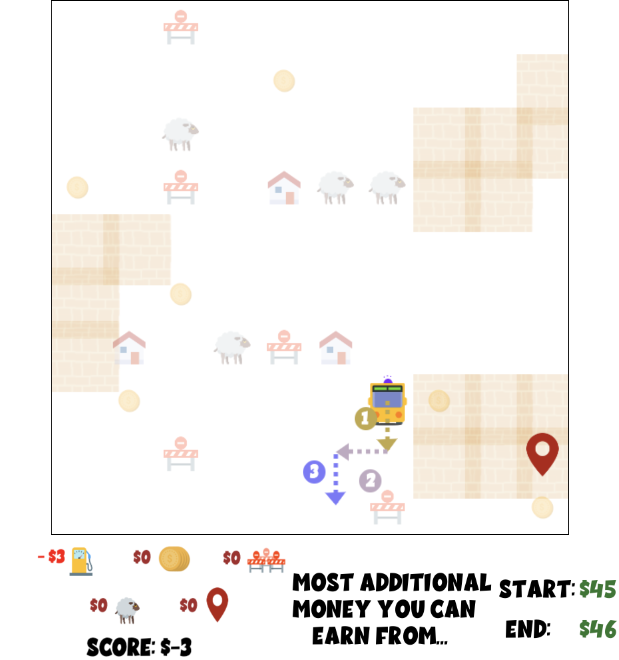 1
3
2
- $3
$0
$0
$0
$0
SCORE: $-3
MOST ADDITIONAL
MONEY YOU CAN
EARN FROM...
START: $45
END: $46